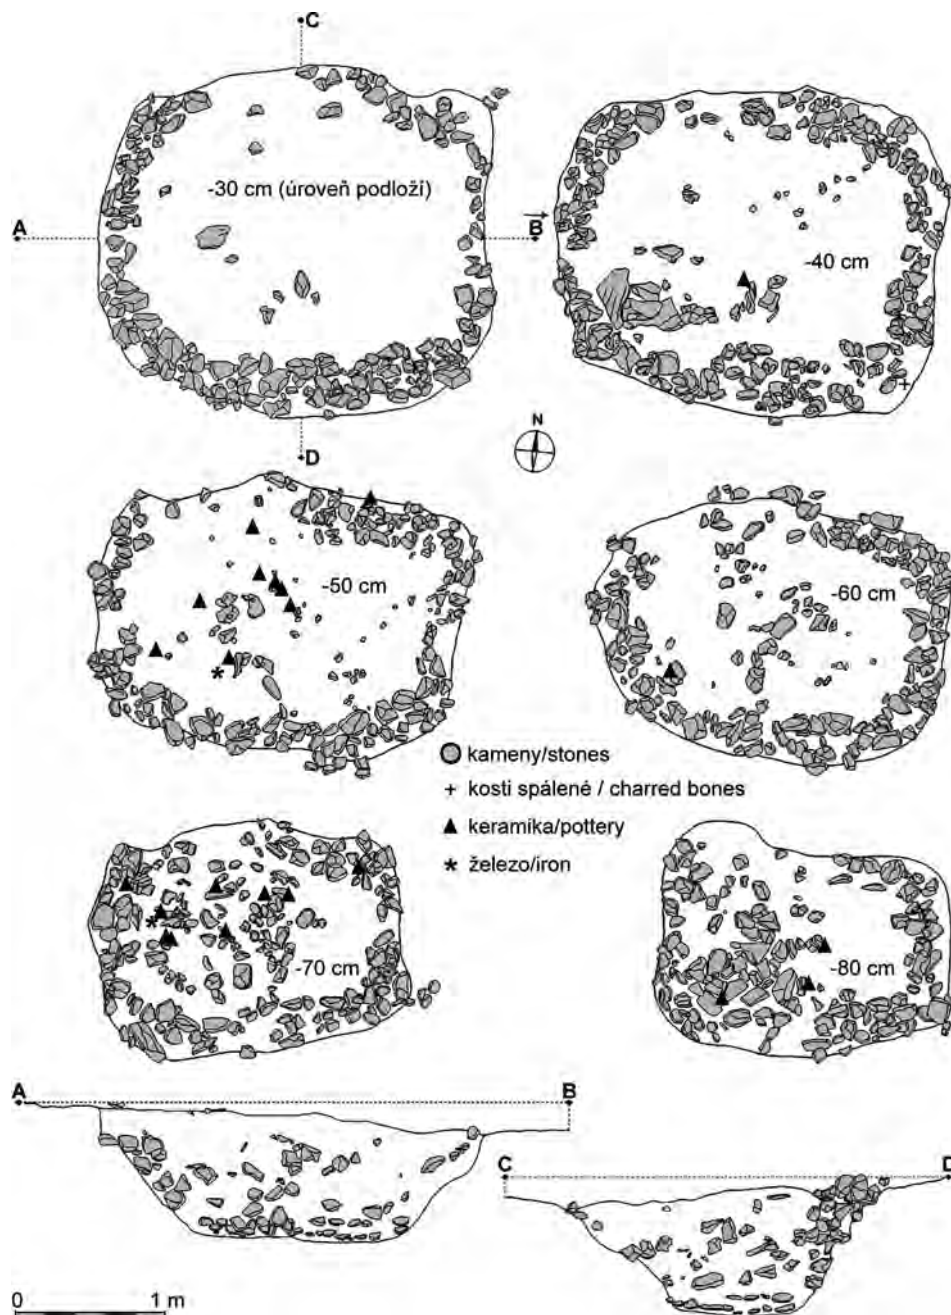 C
-30 cm (úroveň podloží)
A
B
-40 cm
D
N
-50 cm
-60 cm
kameny/stones
+ kosti spálené / charred bones
▲ keramika/pottery
* železo/iron
-70 cm
-80 cm
A
B
C
D
0 1 m